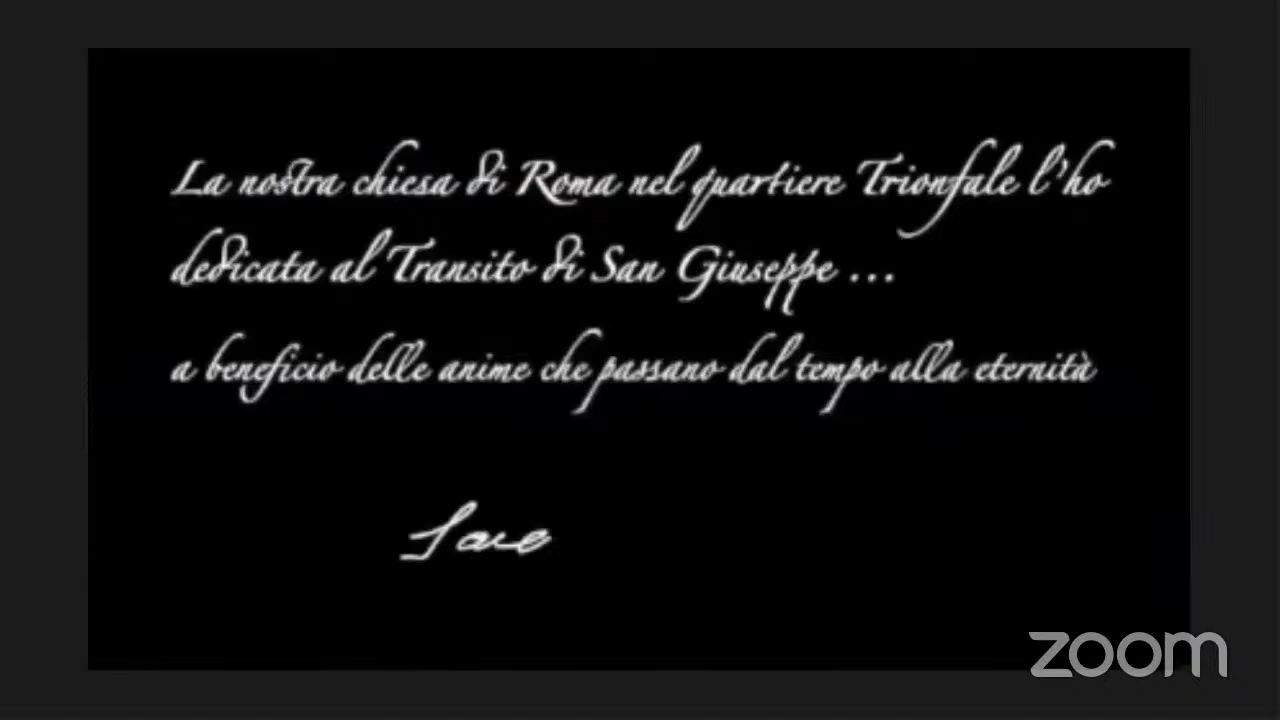 La nostra chiesa di Roma nel quartiere Trionfale l'ho
dedicata al Transito di San Giuseppe ...
a beneficio delle anime che passano dal tempo alla eternità
zoom